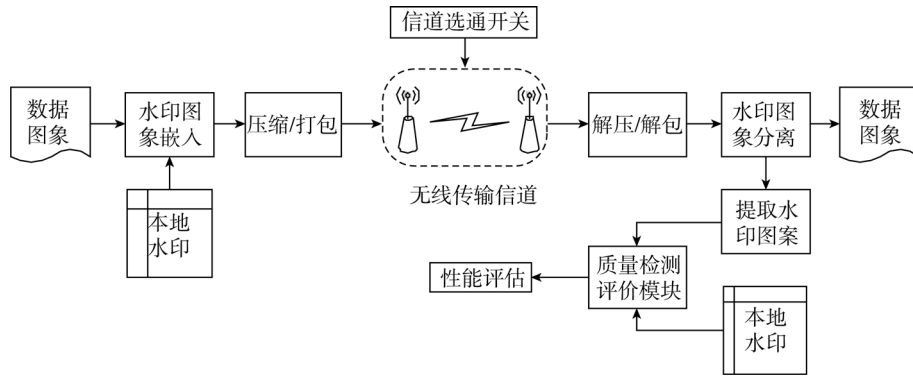 信道选通开关
数据
图象
水印图
象嵌入
压缩/打包
解压/解包
水印图
象分离
数据
图象
无线传输信道
本地
水印
提取水
印图案
质量检测
评价模块
性能评估
本地
水印